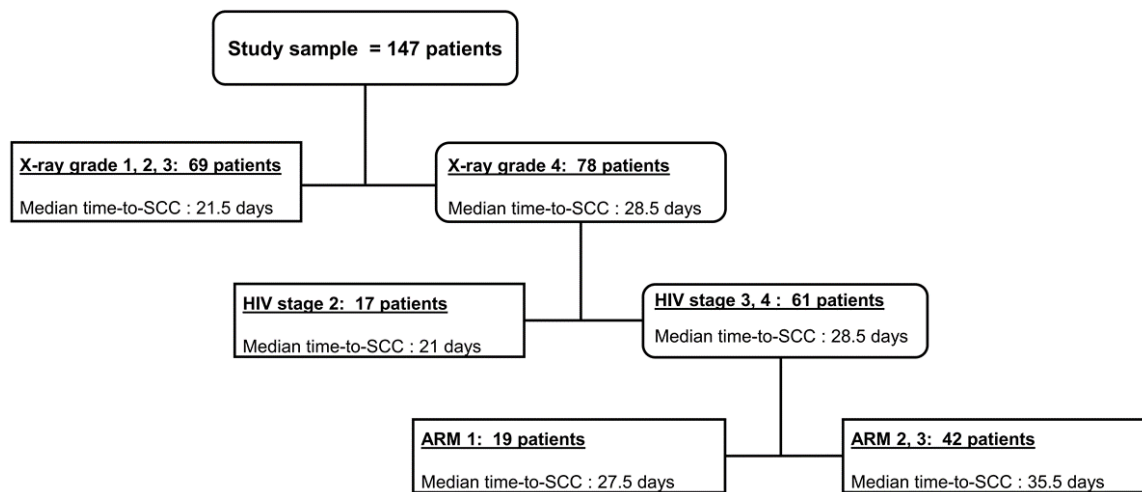 Study sample = 147 patients
X-ray grade 1, 2, 3: 69 patients
Median time-to-SCC : 21.5 days
X-ray grade 4: 78 patients
Median time-to-SCC : 28.5 days
HIV stage 2: 17 patients
Median time-to-SCC : 21 days
HIV stage 3, 4 : 61 patients
Median time-to-SCC : 28.5 days
ARM 1: 19 patients
Median time-to-SCC : 27.5 days
ARM 2, 3: 42 patients
Median time-to-SCC : 35.5 days